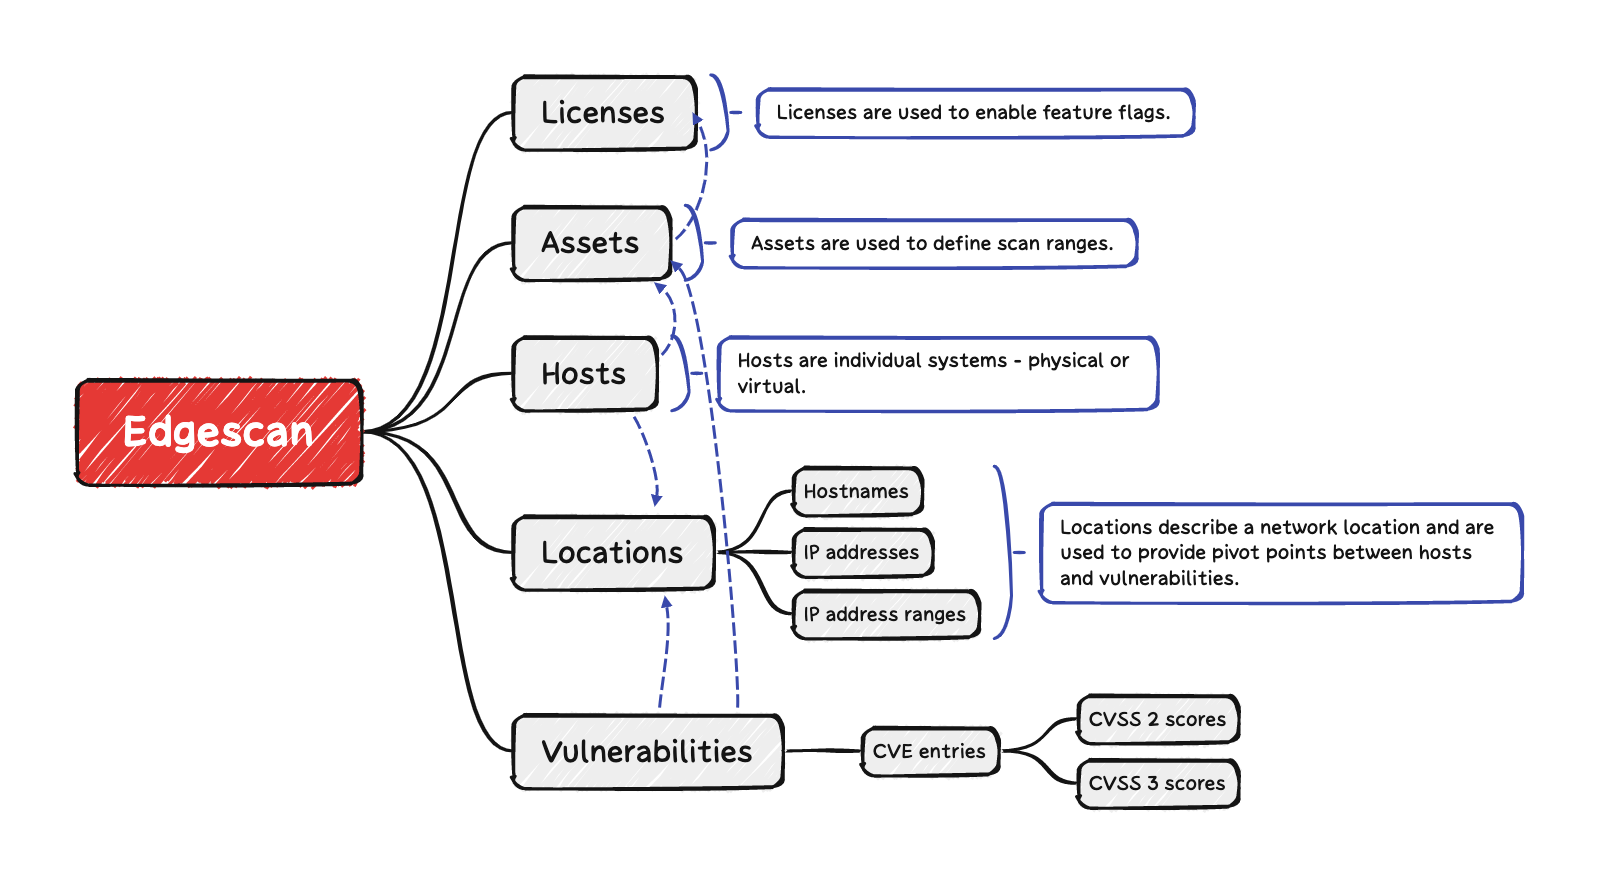 Licenses
Licenses are used to enable feature flags.
Assets
Assets are used to define scan ranges.
Hosts
Hosts are individual systems - physical or
virtual.
Edgescan
Locations
Hostnames
IP addresses
IP address ranges
Locations describe a network location and are
used to provide pivot points between hosts
and vulnerabilities.
Vulnerabilities
CVE entries
CVSS 2 scores
CVSS 3 scores